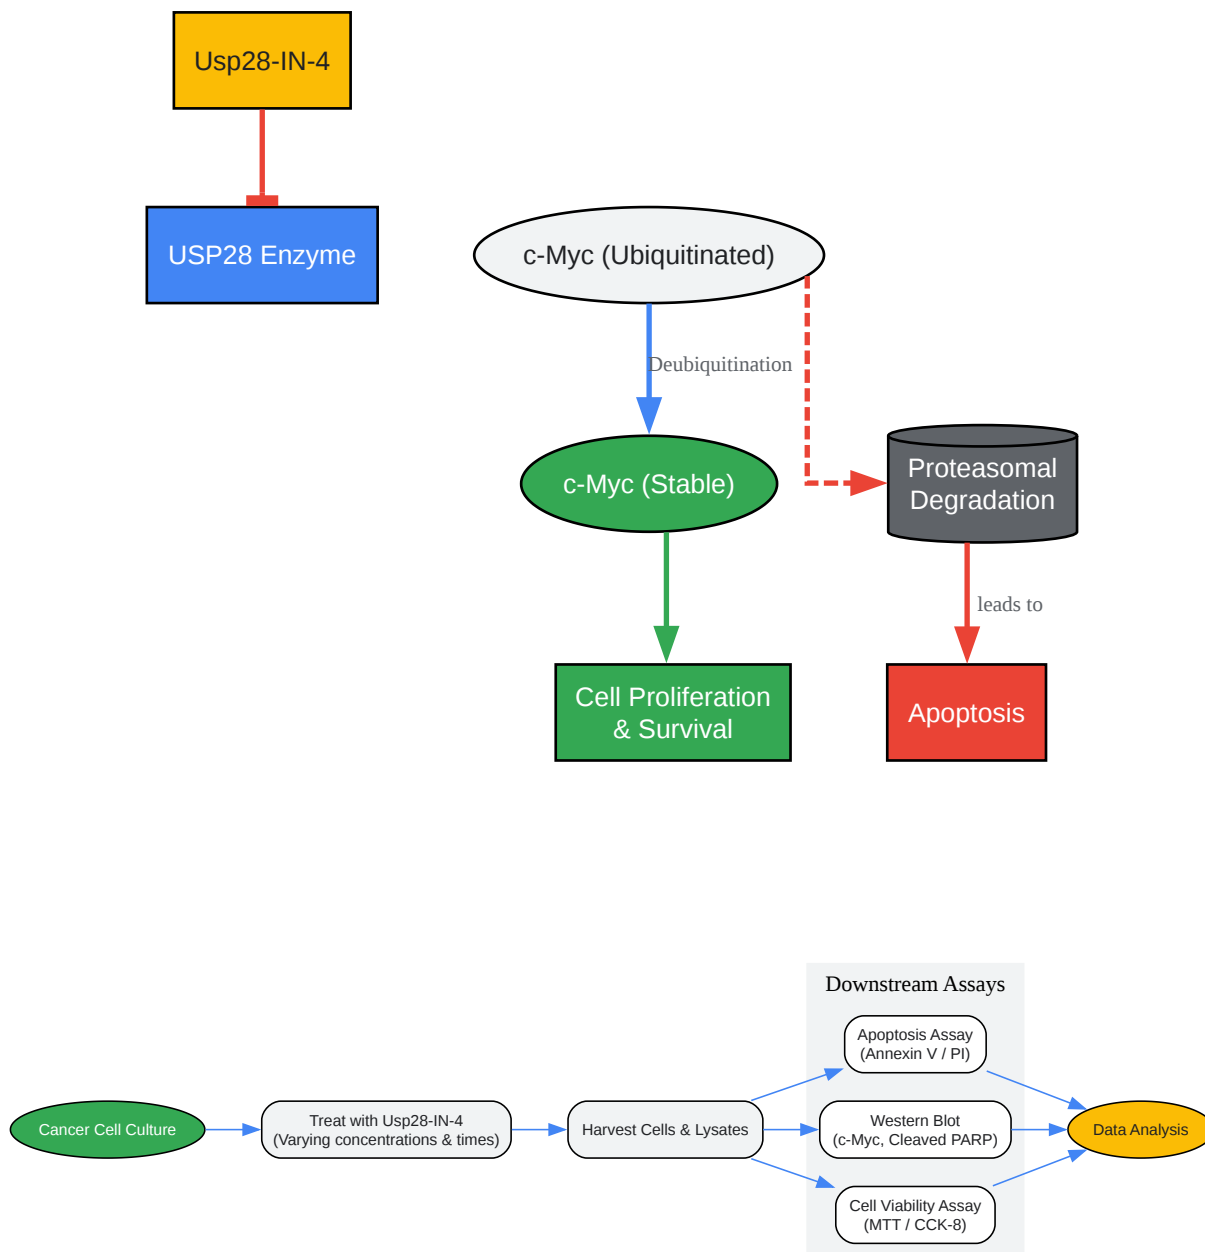 Usp28-IN-4
USP28 Enzyme
c-Myc (Ubiquitinated)
Deubiquitination
c-Myc (Stable)
Proteasomal
Degradation
leads to
Cell Proliferation
& Survival
Apoptosis
Downstream Assays
Apoptosis Assay
(Annexin V / PI)
Cancer Cell Culture
Treat with Usp28-IN-4
(Varying concentrations & times)
Harvest Cells & Lysates
Western Blot
(c-Myc, Cleaved PARP)
Data Analysis
Cell Viability Assay
(MTT / CCK-8)